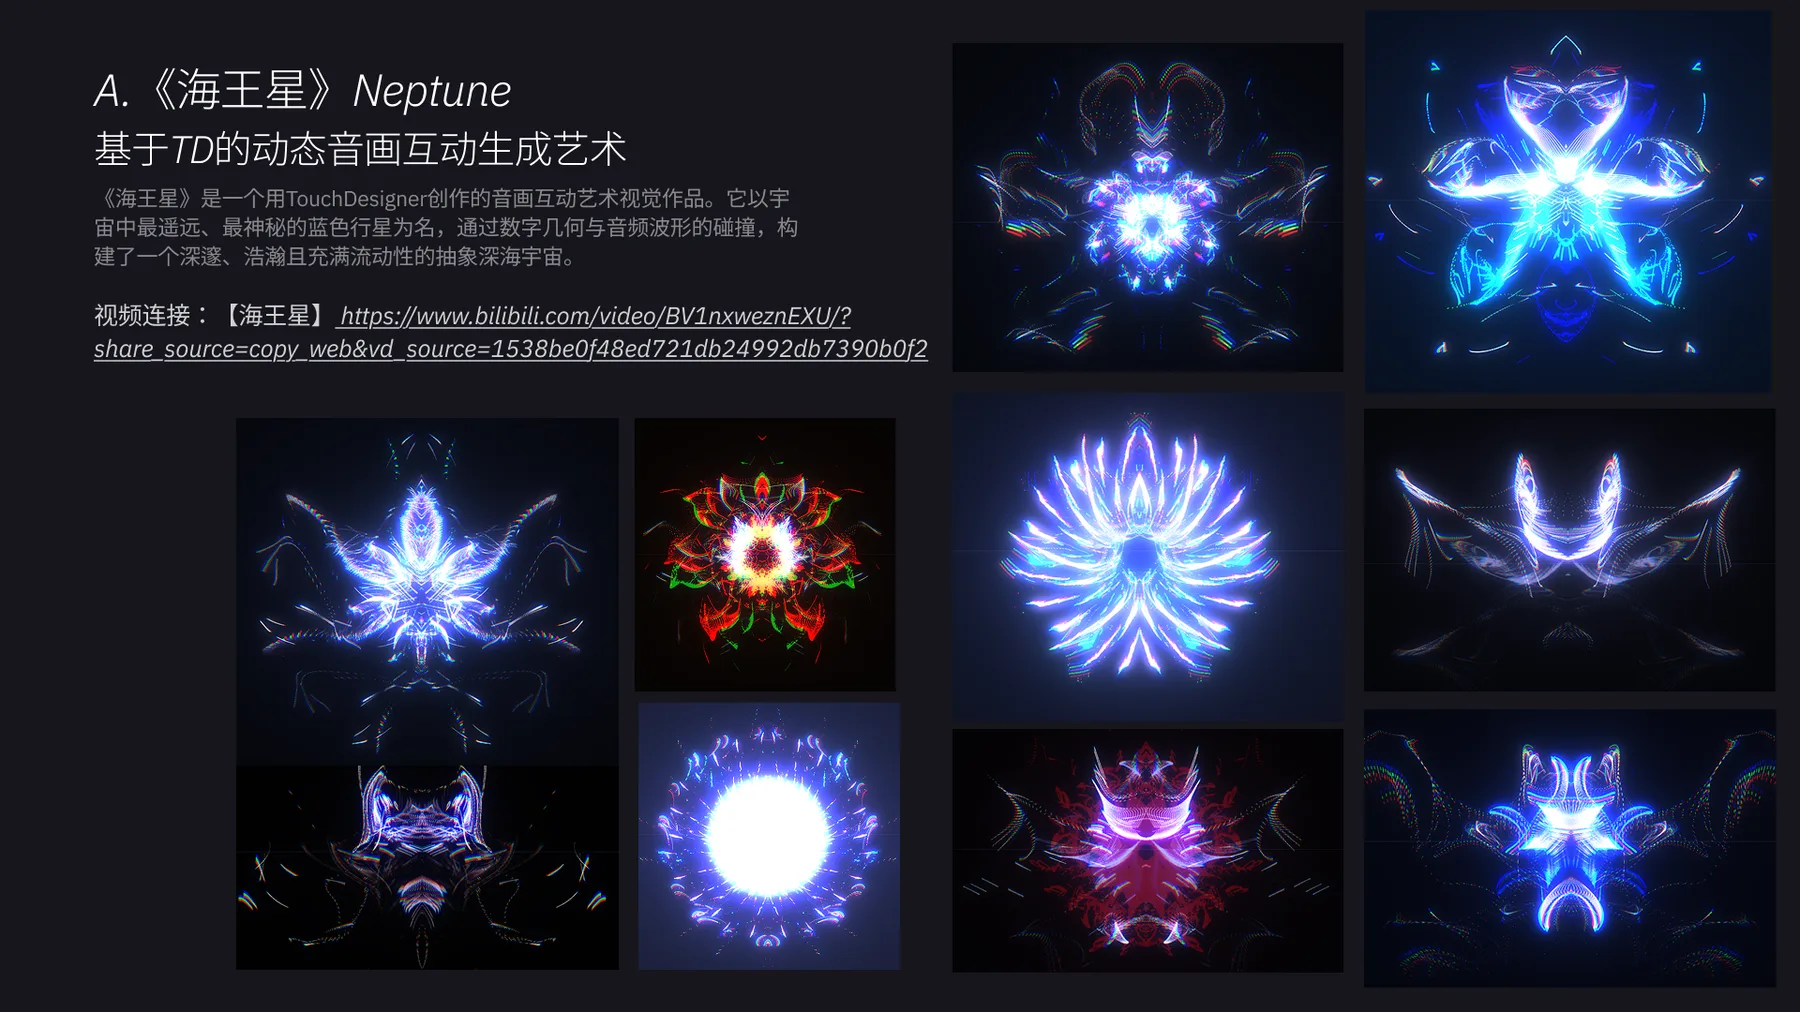 A.《海王星》Neptune
基于TD的动态音画互动生成艺术
《海王星》是一个用TouchDesigner创作的音画互动艺术视觉作品。它以宇
宙中最遥远、最神秘的蓝色行星为名，通过数字几何与音频波形的碰撞，构
建了一个深邃、浩瀚且充满流动性的抽象深海宇宙。
视频连接：【海王星】 https://www.bilibili.com/video/BV1nxweznEXU/?
share_source=copy_web&vd_source=1538be0f48ed721db24992db7390b0f2